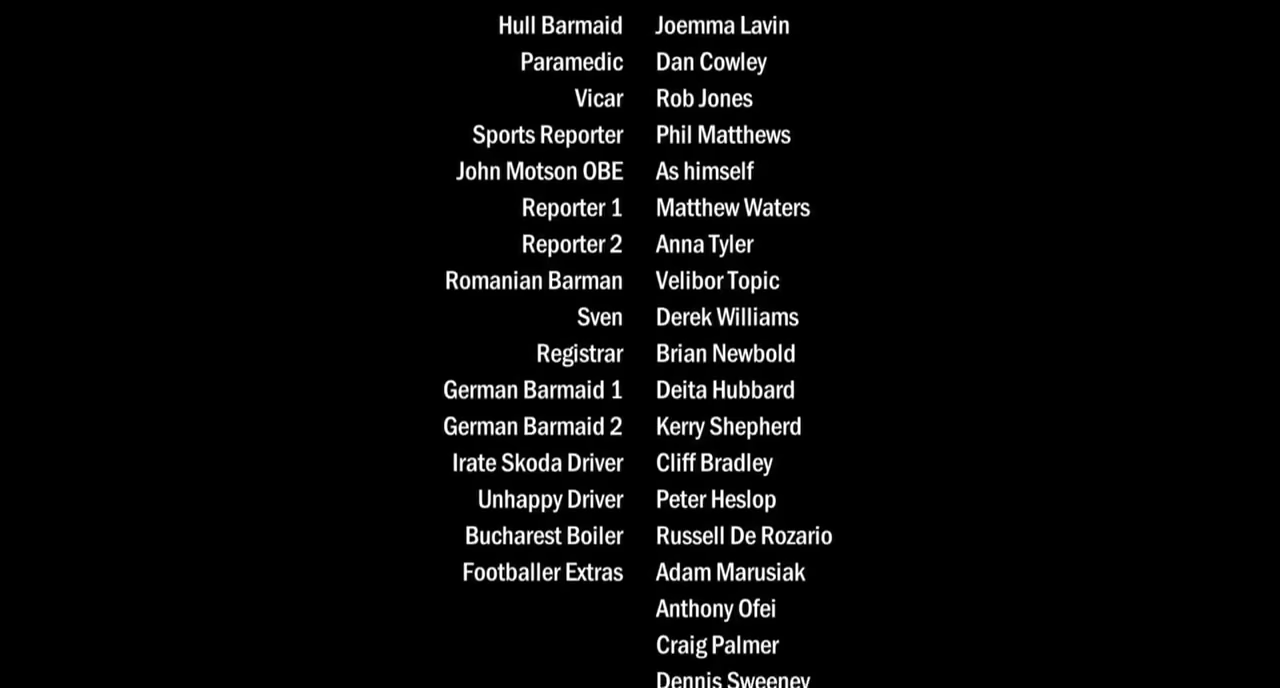 Hull Barmaid Joemma Lavin
Paramedic Dan Cowley
Vicar Rob Jones
Sports Reporter Phil Matthews
John Motson OBE As himself
Reporter 1 Matthew Waters
Reporter 2 Anna Tyler
Romanian Barman Velibor Topic
Sven Derek Williams
Registrar Brian Newbold
German Barmaid 1 Deita Hubbard
German Barmaid 2 Kerry Shepherd
Irate Skoda Driver Cliff Bradley
Unhappy Driver Peter Heslop
Bucharest Boiler Russell De Rozario
Footballer Extras Adam Marusiak
Anthony Ofei
Craig Palmer
Dennis Sweeney